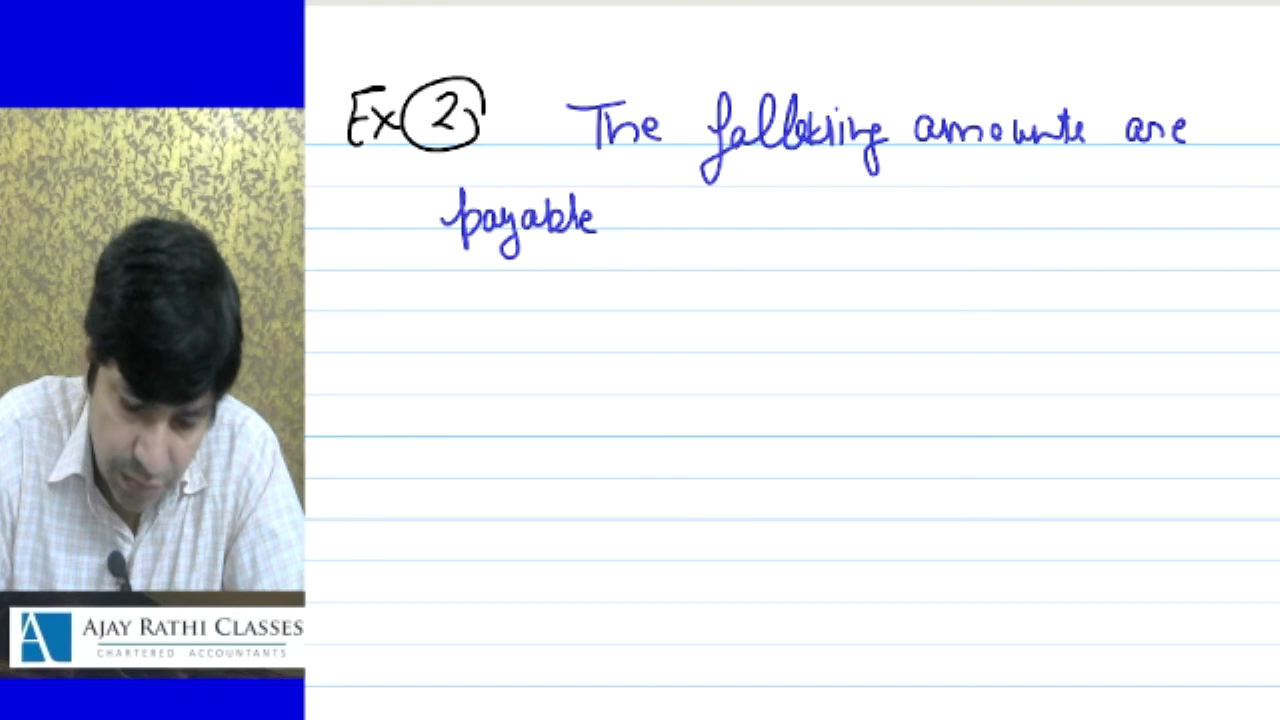 Ex 2 The following amounts are
payable
AJAY RATHI CLASSES
CHARTERED ACCOUNTANTS